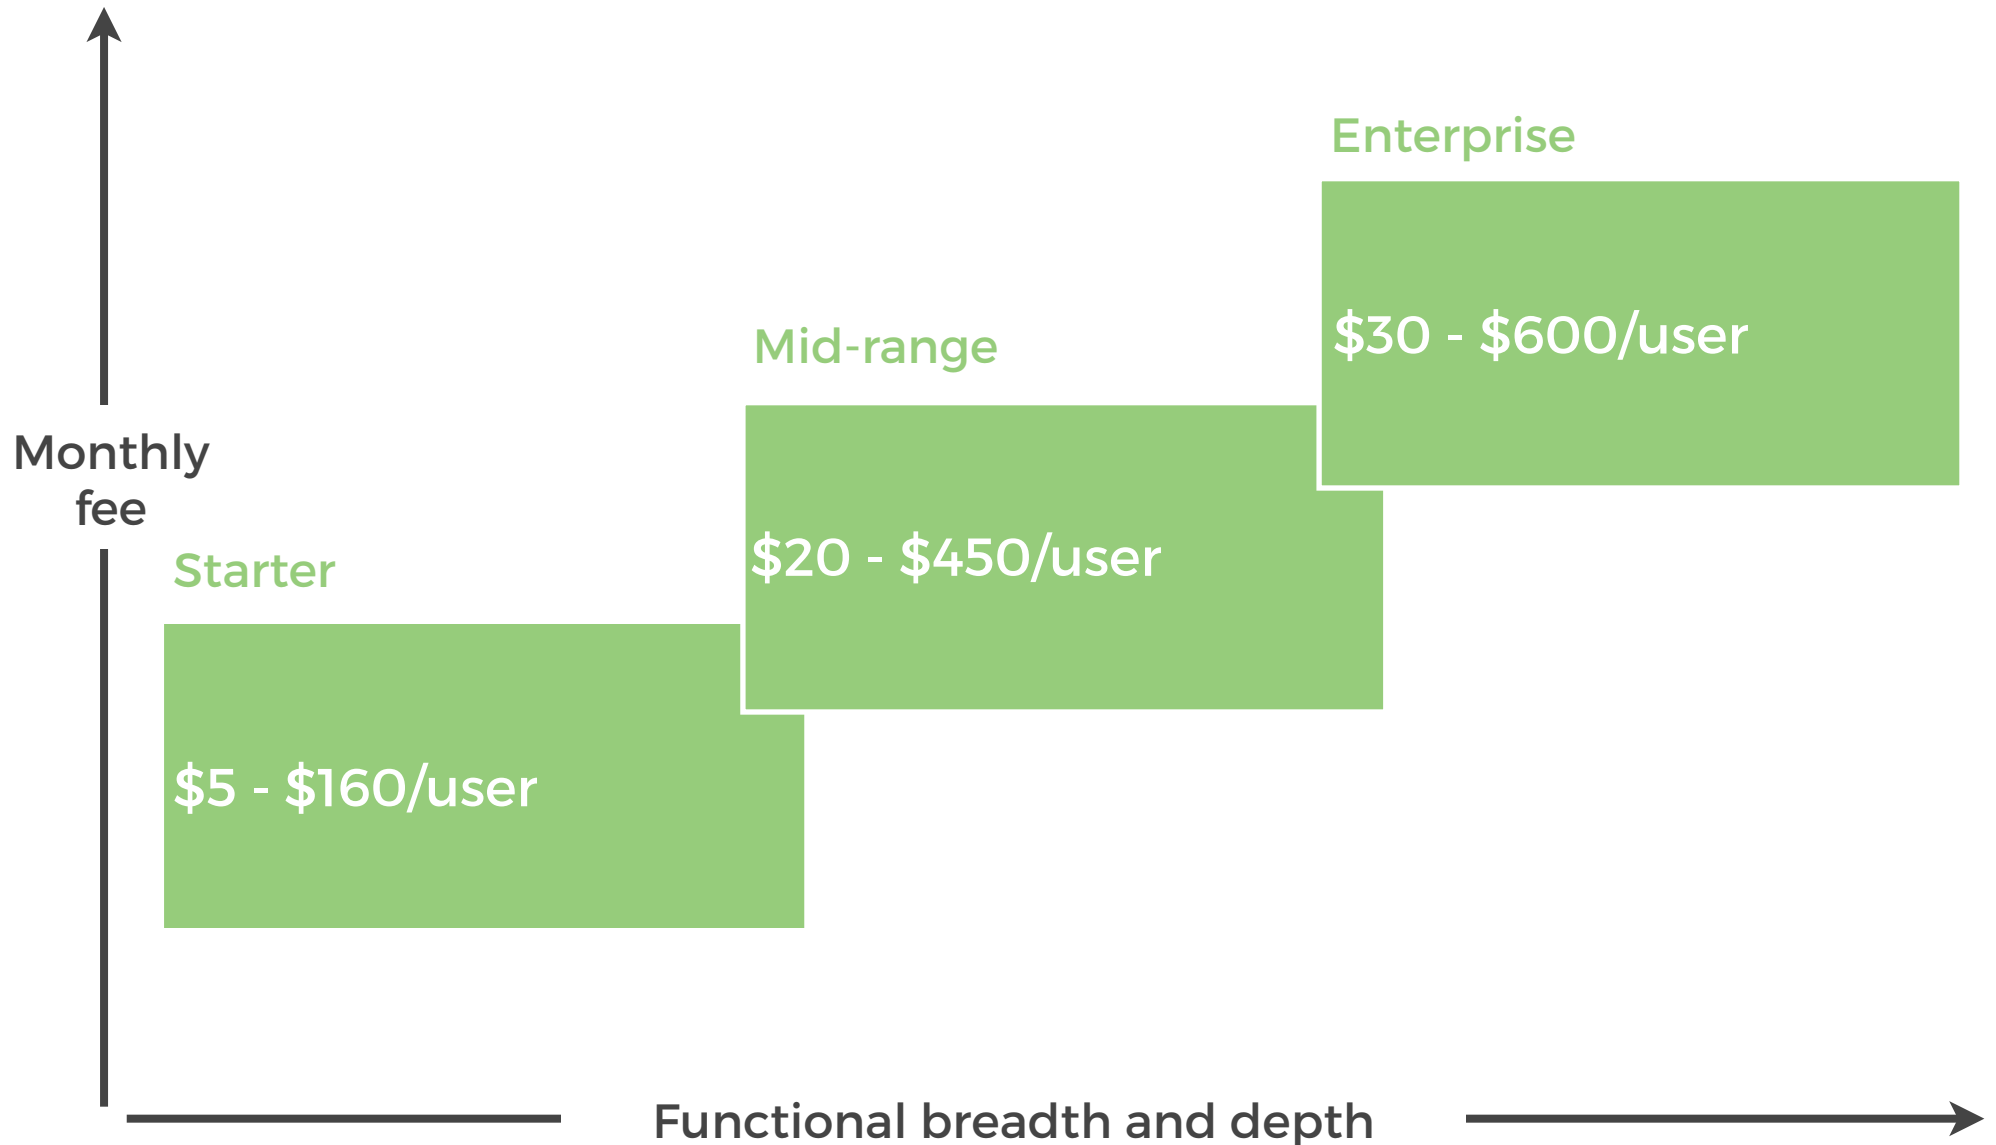 Enterprise
$30 - $600/user
Mid-range
$20 - $450/user
Monthly
fee
Starter
$5 - $160/user
Functional breadth and depth